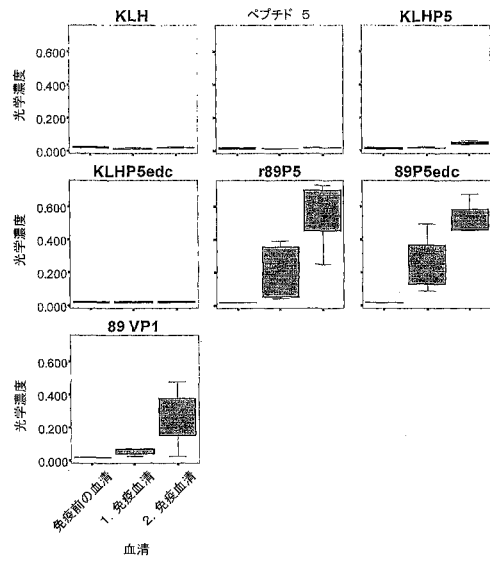 KLH
ペプチド 5
KLHP5
光学濃度
0.600
0.400
0.200
0.000
KLHP5edc
r89P5
89P5edc
光学濃度
0.600
0.400
0.200
0.000
89 VP1
光学濃度
0.600
0.400
0.200
0.000
免疫前の血清
1. 免疫血清
2. 免疫血清
血清